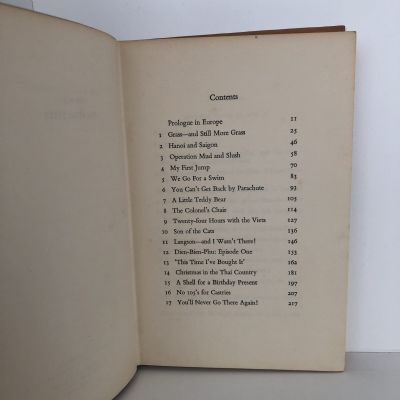 Contents
Prologue in Europe 11
1 Grass—and Still More Grass 25
2 Hanoi and Saigon 46
3 Operation Mud and Slush 58
4 My First Jump 70
5 We Go For a Swim 83
6 You Can't Get Back by Parachute 92
7 A Little Teddy Bear 103
8 The Colonel's Chair 114
9 Twenty-four Hours with the Viets 127
10 Son of the Cats 136
11 Langson—and I Wasn't There! 146
12 Dien-Bien-Phu: Episode One 153
13 'This Time I've Bought It' 162
14 Christmas in the Thai Country 181
15 A Shell for a Birthday Present 197
16 No 105's for Castries 207
17 You'll Never Go There Again! 217